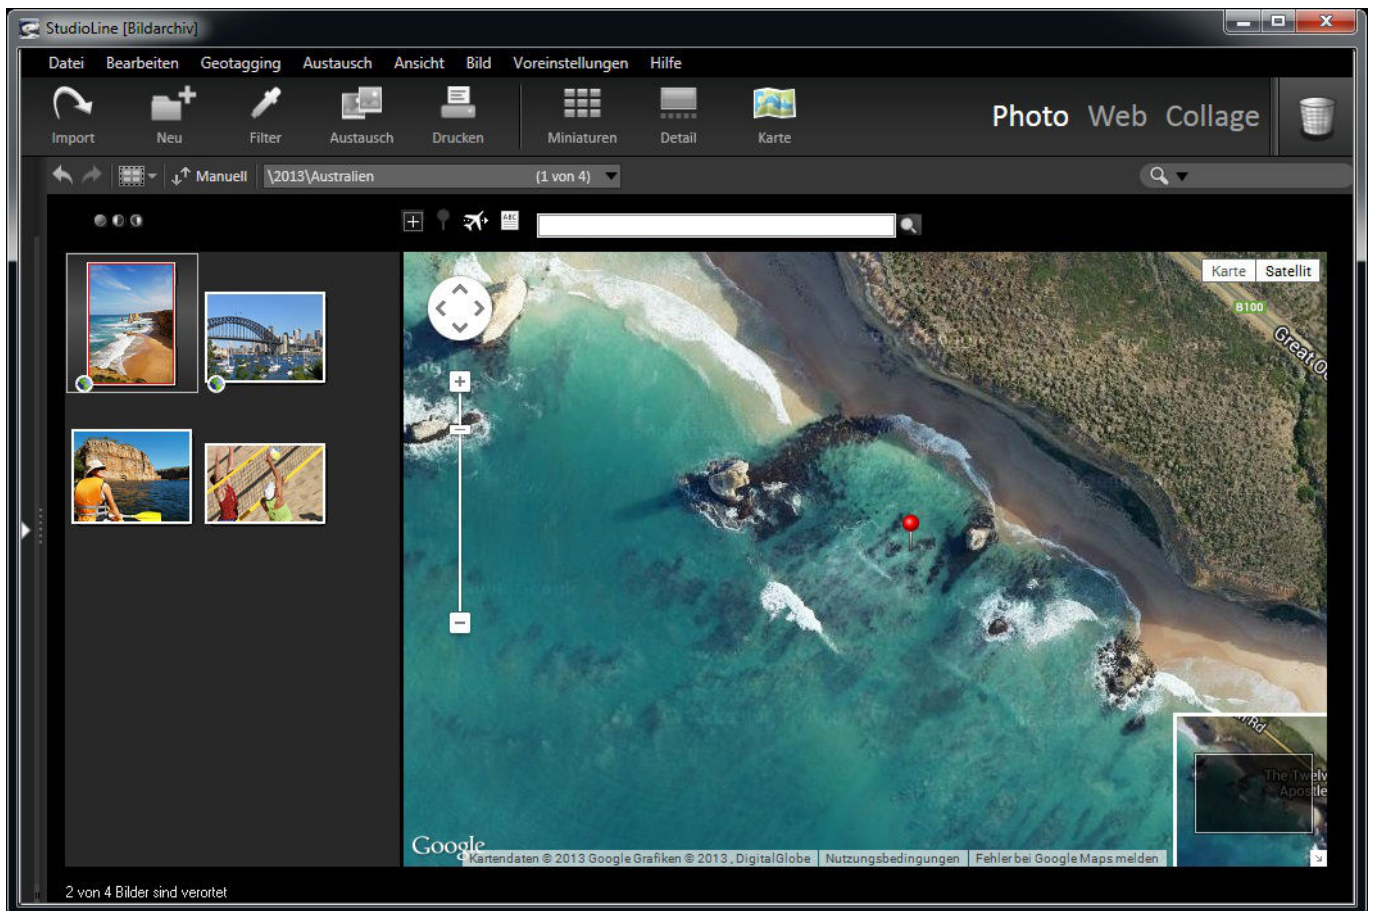 StudioLine [Bildarchiv]
Datei Bearbeiten Geotagging Austausch Ansicht Bild Voreinstellungen Hilfe
Import Neu Filter Austausch Drucken Miniaturen Detail Karte
Photo Web Collage
Manuell \2013\Australien (1 von 4)
ABC
Karte Satellit
B100
Great O
Rd
The Twelv
Apostle
Google
Kartendaten © 2013 Google Grafiken © 2013 , DigitalGlobe Nutzungsbedingungen Fehler bei Google Maps melden
2 von 4 Bilder sind verortet